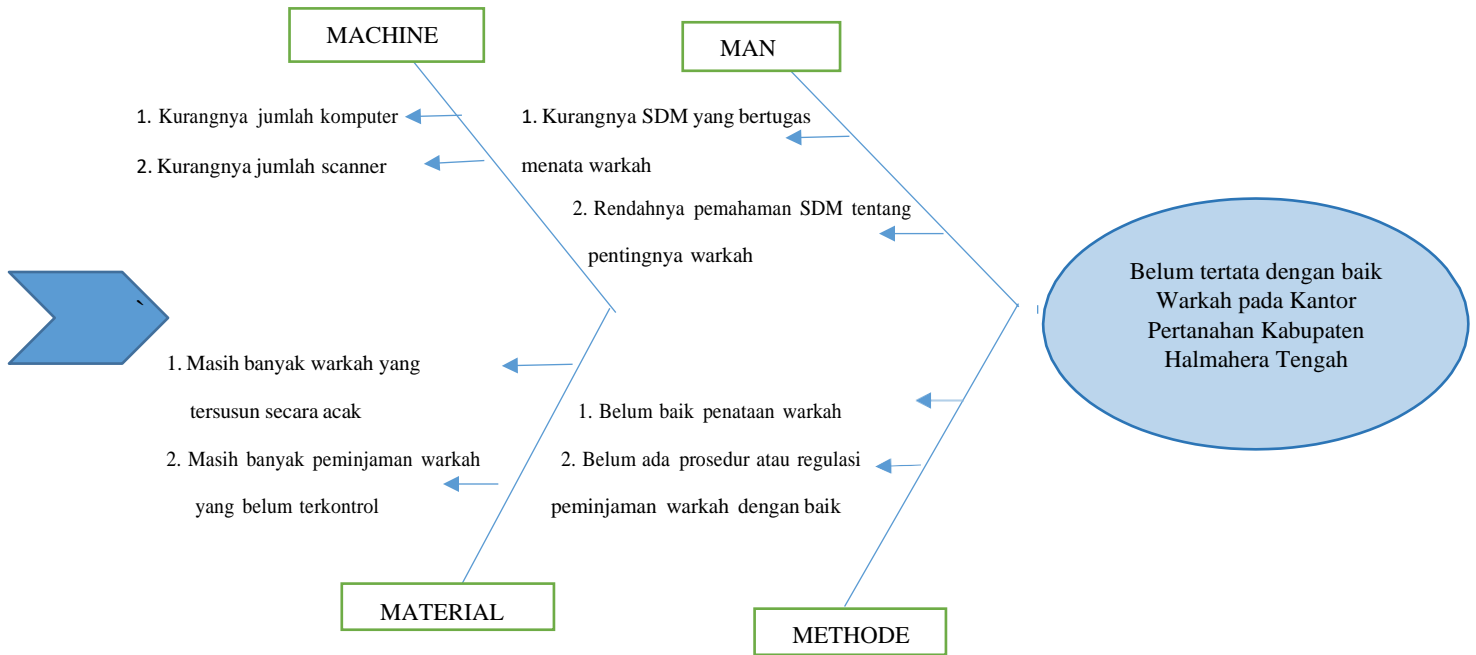 MACHINE
MAN
1. Kurangnya jumlah komputer
2. Kurangnya jumlah scanner
1. Kurangnya SDM yang bertugas
menata warkah
2. Rendahnya pemahaman SDM tentang
pentingnya warkah
Belum tertata dengan baik
Warkah pada Kantor
Pertanahan Kabupaten
Halmahera Tengah
1. Masih banyak warkah yang
tersusun secara acak
2. Masih banyak peminjaman warkah
yang belum terkontrol
1. Belum baik penataan warkah
2. Belum ada prosedur atau regulasi
peminjaman warkah dengan baik
MATERIAL
METHODE